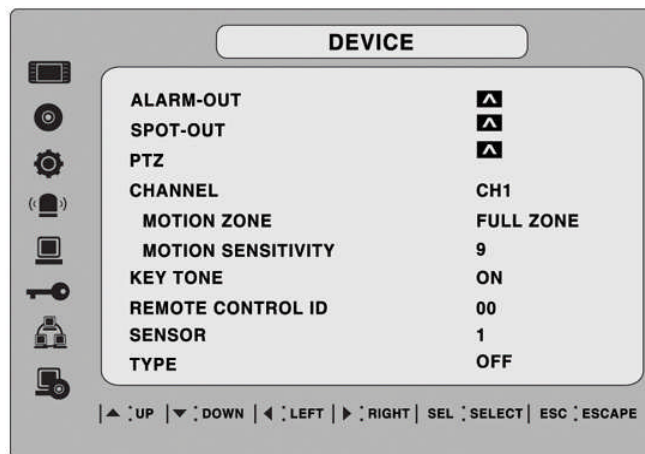 DEVICE
ALARM-OUT
SPOT-OUT
PTZ
CHANNEL CH1
MOTION ZONE FULL ZONE
MOTION SENSITIVITY 9
KEY TONE ON
REMOTE CONTROL ID 00
SENSOR 1
TYPE OFF
|▲ : UP |▼ : DOWN |◀ : LEFT |▶ : RIGHT| SEL : SELECT| ESC : ESCAPE